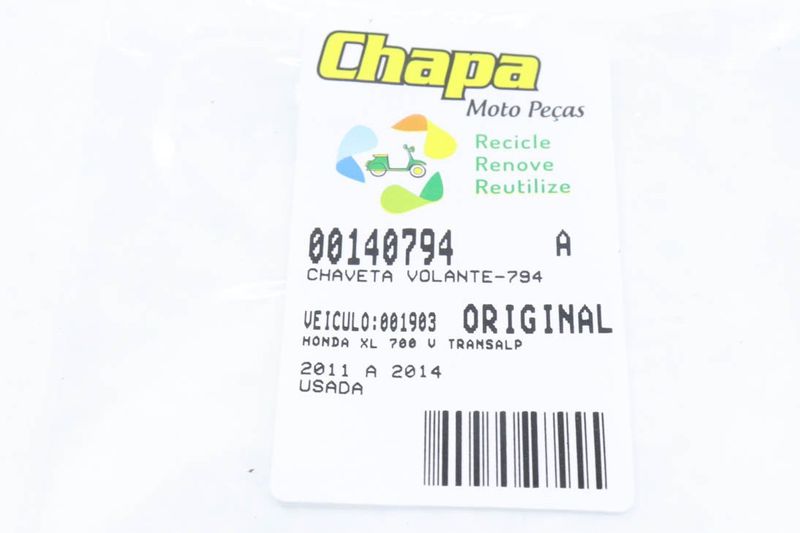 Chapa
Moto Peças
Recicle
Renove
Reutilize
00140794 A
CHAVETA VOLANTE-794
VEICULO:001903 ORIGINAL
HONDA XL 700 V TRANSALP
2011 A 2014
USADA